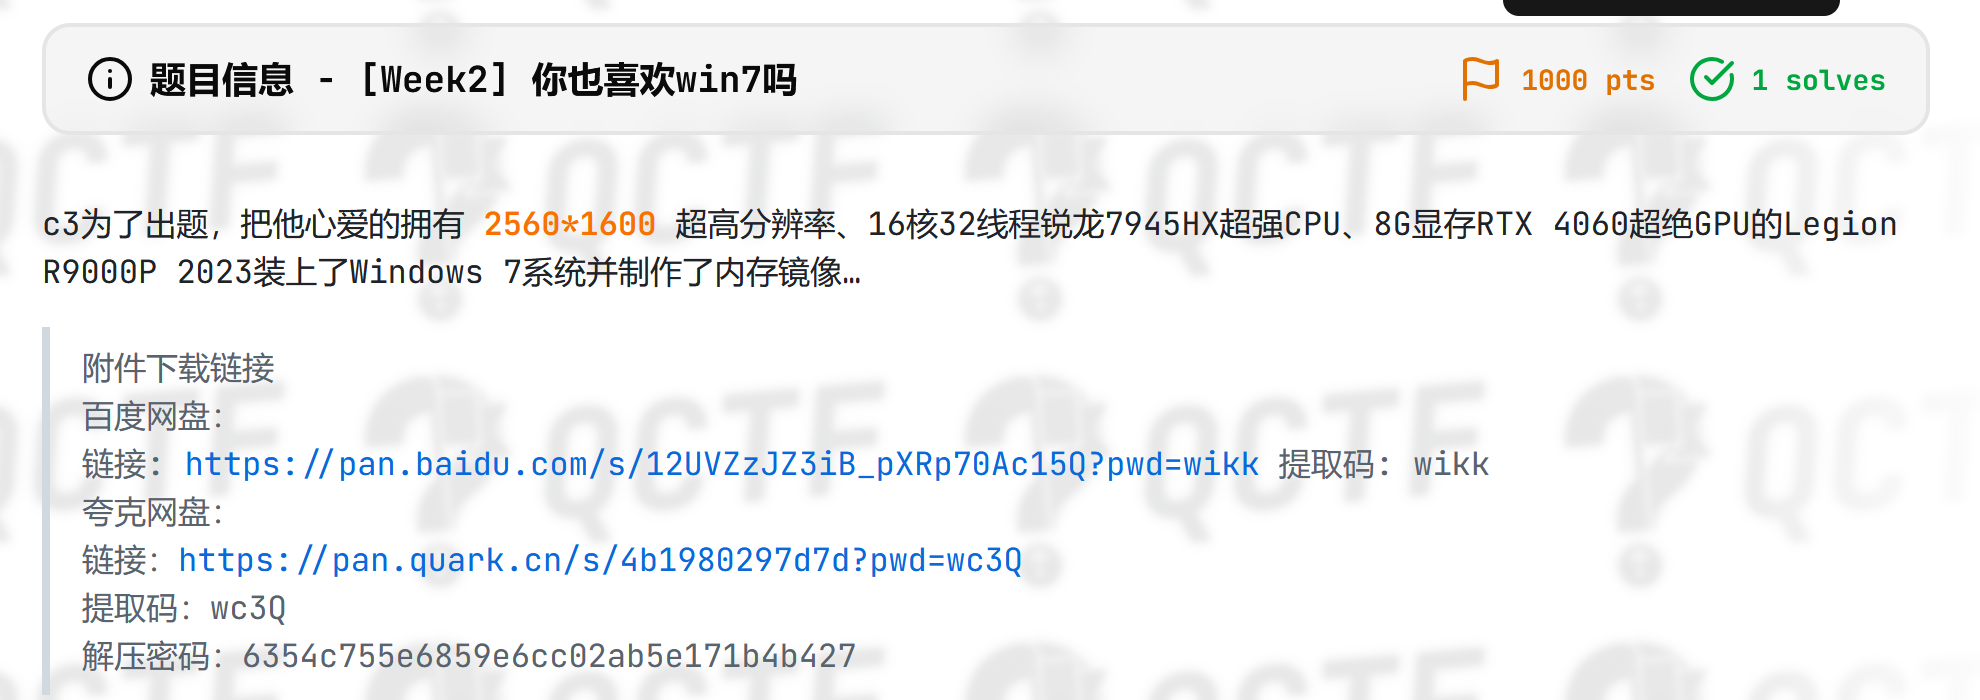 题目信息 - [Week2] 你也喜欢win7吗
1000 pts
1 solves
c3为了出题，把他心爱的拥有 2560*1600 超高分辨率、16核32线程锐龙7945HX超强CPU、8G显存RTX 4060超绝GPU的Legion
R9000P 2023装上了Windows 7系统并制作了内存镜像…
附件下载链接
百度网盘：
链接: https://pan.baidu.com/s/12UVZzJZ3iB_pXRp70Ac15Q?pwd=wikk 提取码: wikk
夸克网盘：
链接：https://pan.quark.cn/s/4b1980297d7d?pwd=wc3Q
提取码：wc3Q
解压密码：6354c755e6859e6cc02ab5e171b4b427
QCTF QCTF QCTF QCT
QCTF QCTF QCTF QCT